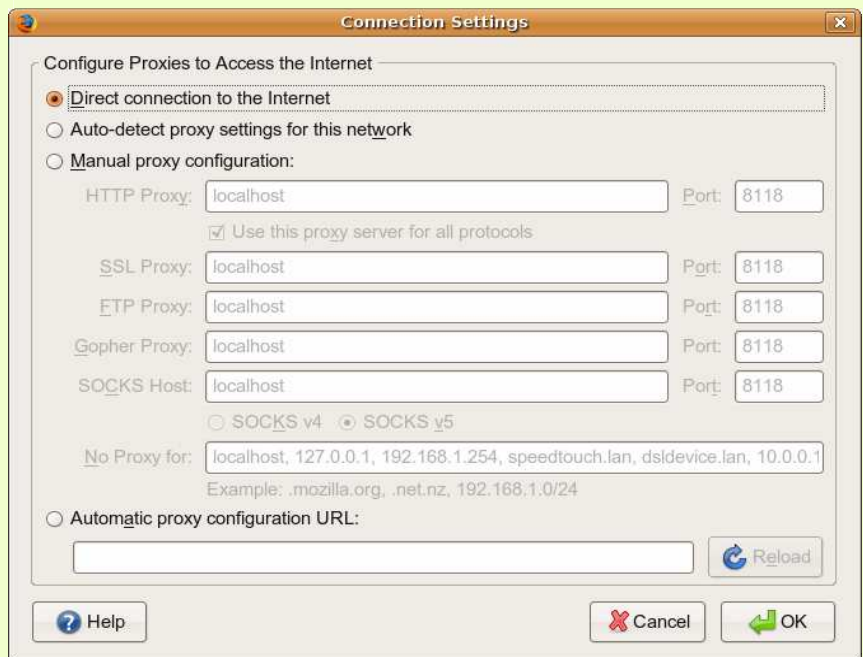 Connection Settings
Configure Proxies to Access the Internet
Direct connection to the Internet
Auto-detect proxy settings for this network
Manual proxy configuration:
HTTP Proxy: localhost Port: 8118
Use this proxy server for all protocols
SSL Proxy: localhost Port: 8118
FTP Proxy: localhost Port: 8118
Gopher Proxy: localhost Port: 8118
SOCKS Host: localhost Port: 8118
SOCKS v4 SOCKS v5
No Proxy for: localhost, 127.0.0.1, 192.168.1.254, speedtouch.lan, dsldevice.lan, 10.0.0.1
Example: .mozilla.org, .net.nz, 192.168.1.0/24
Automatic proxy configuration URL:
Reload
Help Cancel OK